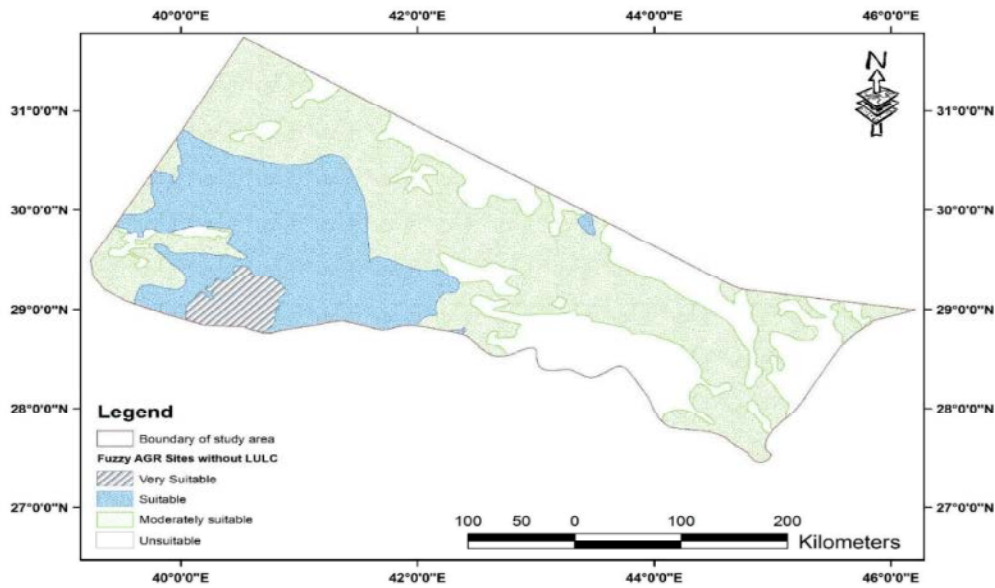 40°0'0"E 42°0'0"E 44°0'0"E 46°0'0"E
N
31°0'0"N 31°0'0"N
30°0'0"N 30°0'0"N
29°0'0"N 29°0'0"N
28°0'0"N 28°0'0"N
27°0'0"N 27°0'0"N
Legend
Boundary of study area
Fuzzy AGR Sites without LULC
Very Suitable
Suitable
Moderately suitable
Unsuitable
100 50 0 100 200
Kilometers
40°0'0"E 42°0'0"E 44°0'0"E 46°0'0"E